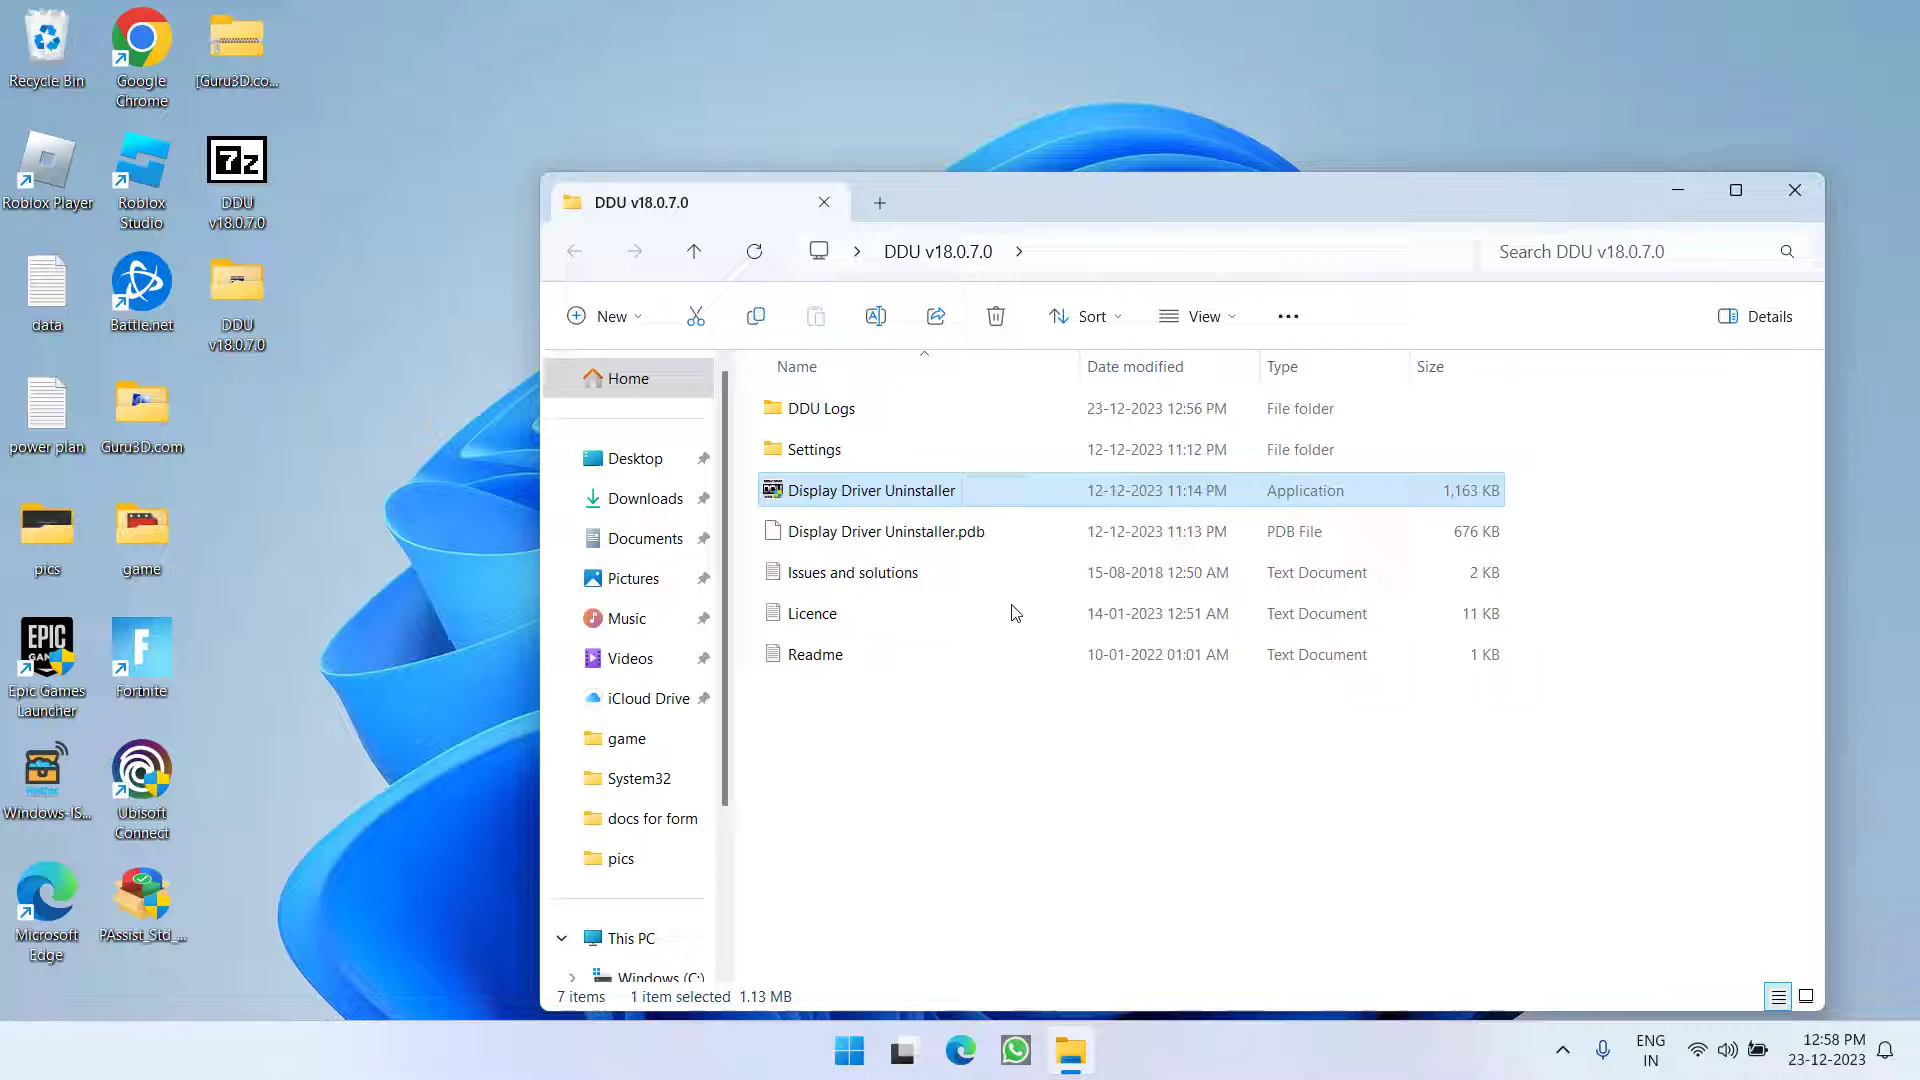 Recycle Bin
Google Chrome
[Guru3D.co...
Roblox Player
Roblox Studio
7z
DDU v18.0.7.0
data
Battle.net
DDU v18.0.7.0
power plan
Guru3D.com
pics
game
EPIC
GAMES
Epic Games Launcher
Fortnite
Windows-IS...
Ubisoft Connect
Microsoft Edge
PAssist_Std_...
DDU v18.0.7.0
DDU v18.0.7.0
Search DDU v18.0.7.0
New
Sort
View
Details
Name Date modified Type Size
DDU Logs 23-12-2023 12:56 PM File folder
Settings 12-12-2023 11:12 PM File folder
Display Driver Uninstaller 12-12-2023 11:14 PM Application 1,163 KB
Display Driver Uninstaller.pdb 12-12-2023 11:13 PM PDB File 676 KB
Issues and solutions 15-08-2018 12:50 AM Text Document 2 KB
Licence 14-01-2023 12:51 AM Text Document 11 KB
Readme 10-01-2022 01:01 AM Text Document 1 KB
Home
Desktop
Downloads
Documents
Pictures
Music
Videos
iCloud Drive
game
System32
docs for form
pics
This PC
Windows (C:)
7 items 1 item selected 1.13 MB
ENG
IN
12:58 PM
23-12-2023